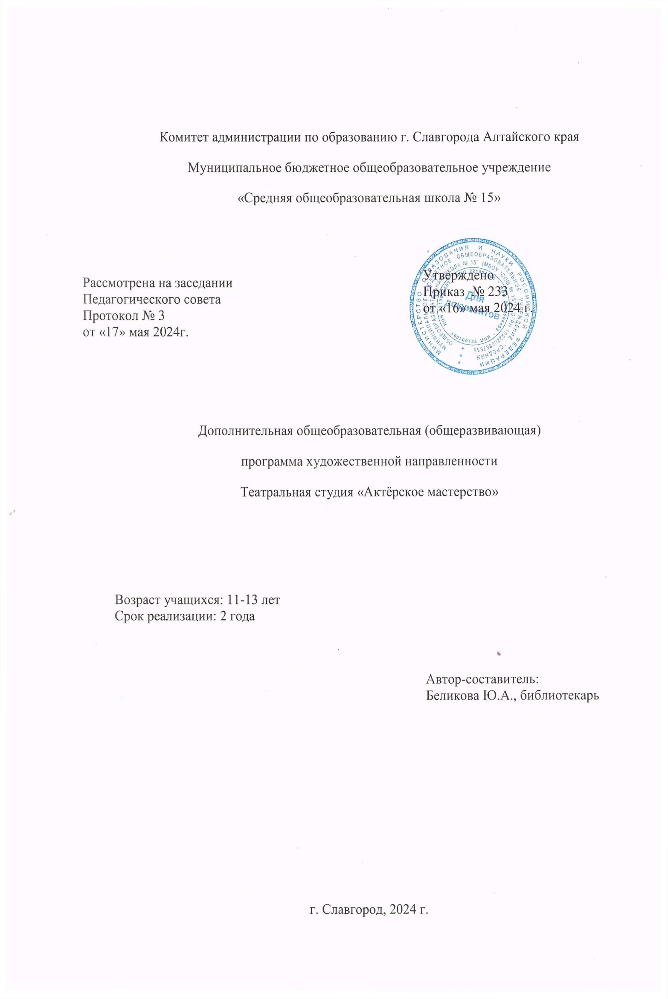 Комитет администрации по образованию г. Славгорода Алтайского края
Муниципальное бюджетное общеобразовательное учреждение
«Средняя общеобразовательная школа № 15»
Рассмотрена на заседании
Педагогического совета
Протокол № 3
от «17» мая 2024г.
Утверждено
Приказ № 233
от «16» мая 2024 г.
МИНИСТЕРСТВО ОБРАЗОВАНИЯ И НАУКИ РОССИЙСКОЙ ФЕДЕРАЦИИ
МУНИЦИПАЛЬНОЕ БЮДЖЕТНОЕ ОБЩЕОБРАЗОВАТЕЛЬНОЕ УЧРЕЖДЕНИЕ "СРЕДНЯЯ
ОБЩЕОБРАЗОВАТЕЛЬНАЯ ШКОЛА № 15" (МБОУ "СОШ № 15") ОГРН 1022200867655
КПП 221001001
Для
документов
Дополнительная общеобразовательная (общеразвивающая)
программа художественной направленности
Театральная студия «Актёрское мастерство»
Возраст учащихся: 11-13 лет
Срок реализации: 2 года
Автор-составитель:
Беликова Ю.А., библиотекарь
г. Славгород, 2024 г.